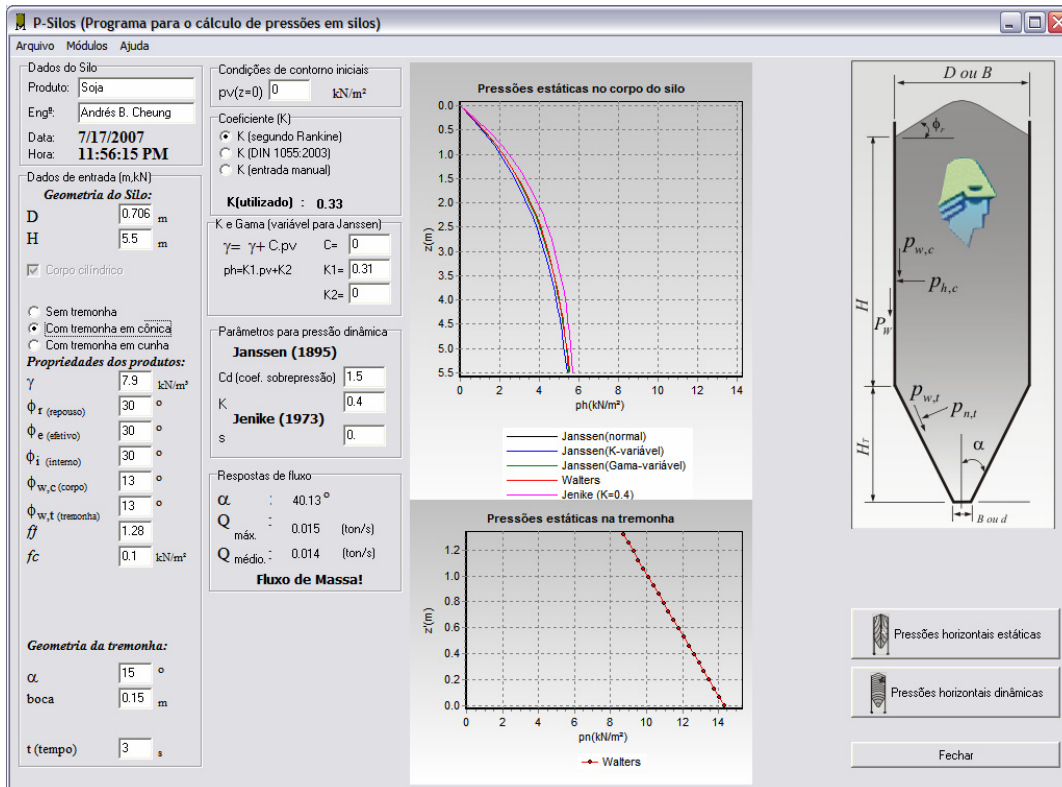 P-Silos (Programa para o cálculo de pressões em silos)
Arquivo Módulos Ajuda
Dados do Silo
Produto: Soja
Engº: Andrés B. Cheung
Data: 7/17/2007
Hora: 11:56:15 PM
Dados de entrada (m,kN)
Geometria do Silo:
D 0.706 m
H 5.5 m
Corpo cilíndrico
Sem tremonha
Com tremonha em cônica
Com tremonha em cunha
Propriedades dos produtos:
γ 7.9 kN/m³
ϕr (repouso) 30 º
ϕe (efetivo) 30 º
ϕi (interno) 30 º
ϕw,c (corpo) 13 º
ϕw,t (tremonha) 13 º
ff 1.28
fc 0.1 kN/m²
Geometria da tremonha:
α 15 º
boca 0.15 m
t (tempo) 3 s
Condições de contorno iniciais
pv(z=0) 0 kN/m²
Coeficiente (K)
K (segundo Rankine)
K (DIN 1055:2003)
K (entrada manual)
K(utilizado) : 0.33
K e Gama (variável para Janssen)
γ= γ+ C.pv C= 0
ph=K1.pv+K2 K1= 0.31
K2= 0
Parâmetros para pressão dinâmica
Janssen (1895)
Cd (coef. sobrepressão) 1.5
K 0.4
Jenike (1973)
s 0.
Respostas de fluxo
α : 40.13 º
Q máx. : 0.015 (ton/s)
Q médio. : 0.014 (ton/s)
Fluxo de Massa!
Pressões estáticas no corpo do silo
0.0
0.5
1.0
1.5
2.0
2.5
3.0
3.5
4.0
4.5
5.0
5.5
z(m)
0 2 4 6 8 10 12 14
ph(kN/m²)
Janssen(normal)
Janssen(K-variável)
Janssen(Gama-variável)
Walters
Jenike (K=0.4)
Pressões estáticas na tremonha
1.2
1.0
0.8
0.6
0.4
0.2
0.0
z'(m)
0 2 4 6 8 10 12 14
pn(kN/m²)
Walters
D ou B
ϕr
pw,c
ph,c
Pw
H
pw,t
pn,t
α
HT
B ou d
Pressões horizontais estáticas
Pressões horizontais dinâmicas
Fechar